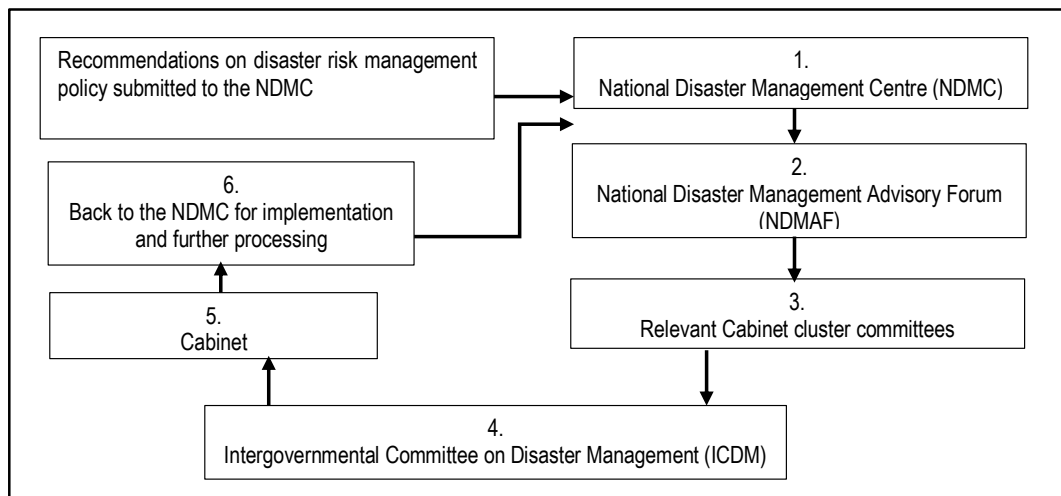 Recommendations on disaster risk management
policy submitted to the NDMC
1.
National Disaster Management Centre (NDMC)
2.
National Disaster Management Advisory Forum
(NDMAF)
6.
Back to the NDMC for implementation
and further processing
3.
Relevant Cabinet cluster committees
5.
Cabinet
4.
Intergovernmental Committee on Disaster Management (ICDM)